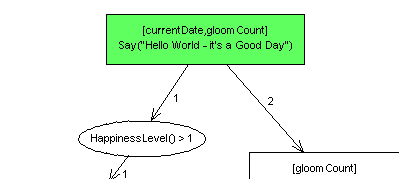 [currentDate,gloom Count]
Say("Hello World - it's a Good Day")
1
2
HappinessLevel() > 1
[gloom Count]
1